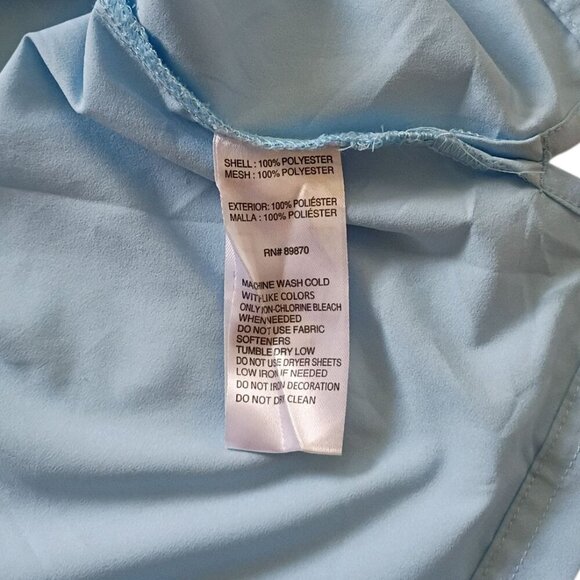 SHELL : 100% POLYESTER
MESH : 100% POLYESTER
EXTERIOR: 100% POLIÉSTER
MALLA : 100% POLIÉSTER
RN# 89870
MACHINE WASH COLD
WITH LIKE COLORS
ONLY NON-CHLORINE BLEACH
WHEN NEEDED
DO NOT USE FABRIC
SOFTENERS
TUMBLE DRY LOW
DO NOT USE DRYER SHEETS
LOW IRON IF NEEDED
DO NOT IRON DECORATION
DO NOT DRY CLEAN